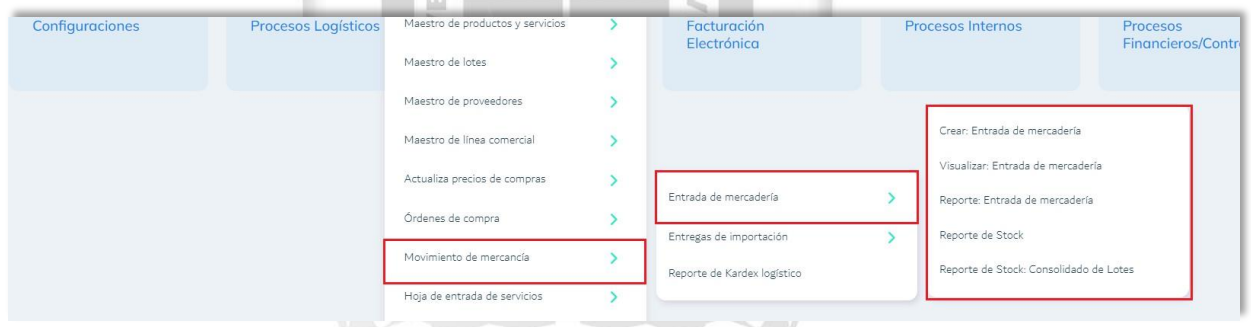 Configuraciones
Procesos Logísticos
Maestro de productos y servicios
Maestro de lotes
Maestro de proveedores
Maestro de línea comercial
Actualiza precios de compras
Órdenes de compra
Movimiento de mercancía
Hoja de entrada de servicios
Facturación
Electrónica
Procesos Internos
Procesos
Financieros/Contr
Entrada de mercadería
Entregas de importación
Reporte de Kardex logístico
Crear: Entrada de mercadería
Visualizar: Entrada de mercadería
Reporte: Entrada de mercadería
Reporte de Stock
Reporte de Stock: Consolidado de Lotes